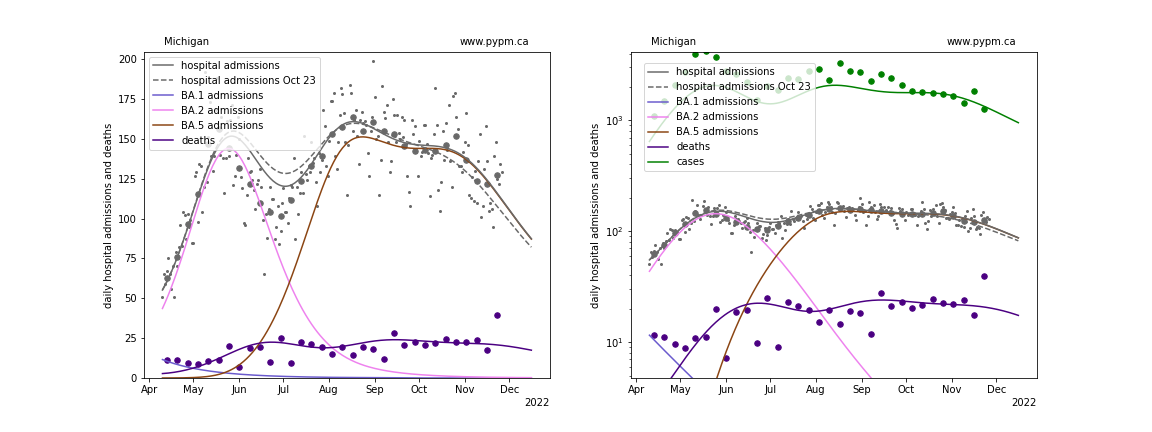 Michigan
www.pypm.ca
hospital admissions
hospital admissions Oct 23
BA.1 admissions
BA.2 admissions
BA.5 admissions
deaths
daily hospital admissions and deaths
200
175
150
125
100
75
50
25
0
Apr May Jun Jul Aug Sep Oct Nov Dec
2022
Michigan
www.pypm.ca
hospital admissions
hospital admissions Oct 23
BA.1 admissions
BA.2 admissions
BA.5 admissions
deaths
cases
daily hospital admissions and deaths
10³
10²
10¹
Apr May Jun Jul Aug Sep Oct Nov Dec
2022